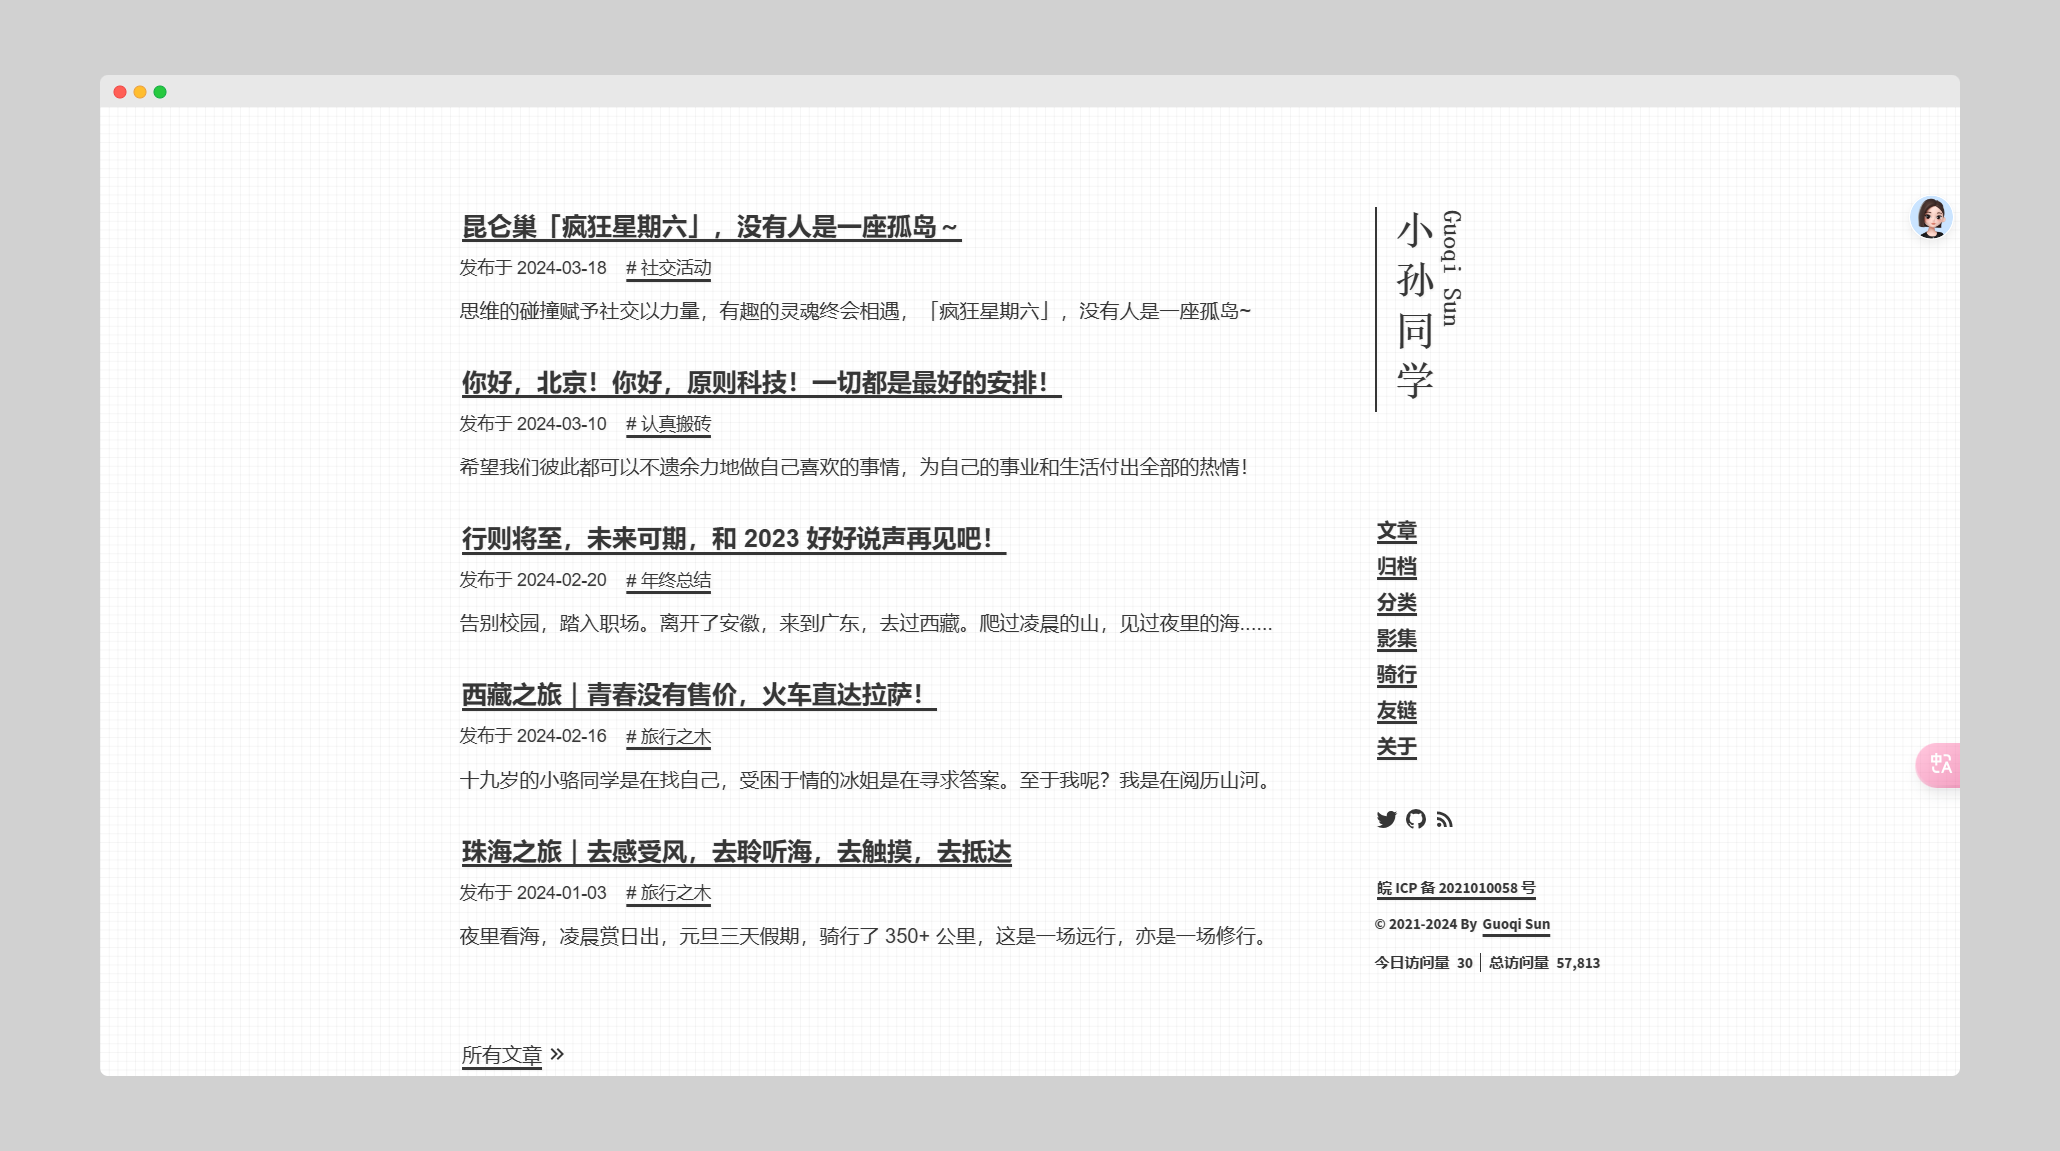 昆仑巢「疯狂星期六」，没有人是一座孤岛～
发布于 2024-03-18 # 社交活动
思维的碰撞赋予社交以力量，有趣的灵魂终会相遇，「疯狂星期六」，没有人是一座孤岛~
你好，北京！你好，原则科技！一切都是最好的安排！
发布于 2024-03-10 # 认真搬砖
希望我们彼此都可以不遗余力地做自己喜欢的事情，为自己的事业和生活付出全部的热情！
行则将至，未来可期，和 2023 好好说声再见吧！
发布于 2024-02-20 # 年终总结
告别校园，踏入职场。离开了安徽，来到广东，去过西藏。爬过凌晨的山，见过夜里的海......
西藏之旅｜青春没有售价，火车直达拉萨！
发布于 2024-02-16 # 旅行之木
十九岁的小骆同学是在找自己，受困于情的冰姐是在寻求答案。至于我呢？我是在阅历山河。
珠海之旅｜去感受风，去聆听海，去触摸，去抵达
发布于 2024-01-03 # 旅行之木
夜里看海，凌晨赏日出，元旦三天假期，骑行了 350+ 公里，这是一场远行，亦是一场修行。
所有文章 »
小孙同学
Guoqi Sun
文章
归档
分类
影集
骑行
友链
关于
皖 ICP 备 2021010058 号
© 2021-2024 By Guoqi Sun
今日访问量 30 | 总访问量 57,813
中A